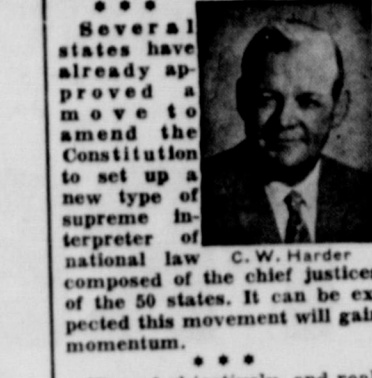 * * *
Several
states have
already ap-
proved a
move to
amend the
Constitution
to set up a
new type of
supreme in-
terpreter of
national law
C. W. Harder
composed of the chief justices
of the 50 states. It can be ex-
pected this movement will gain
momentum.
* * *